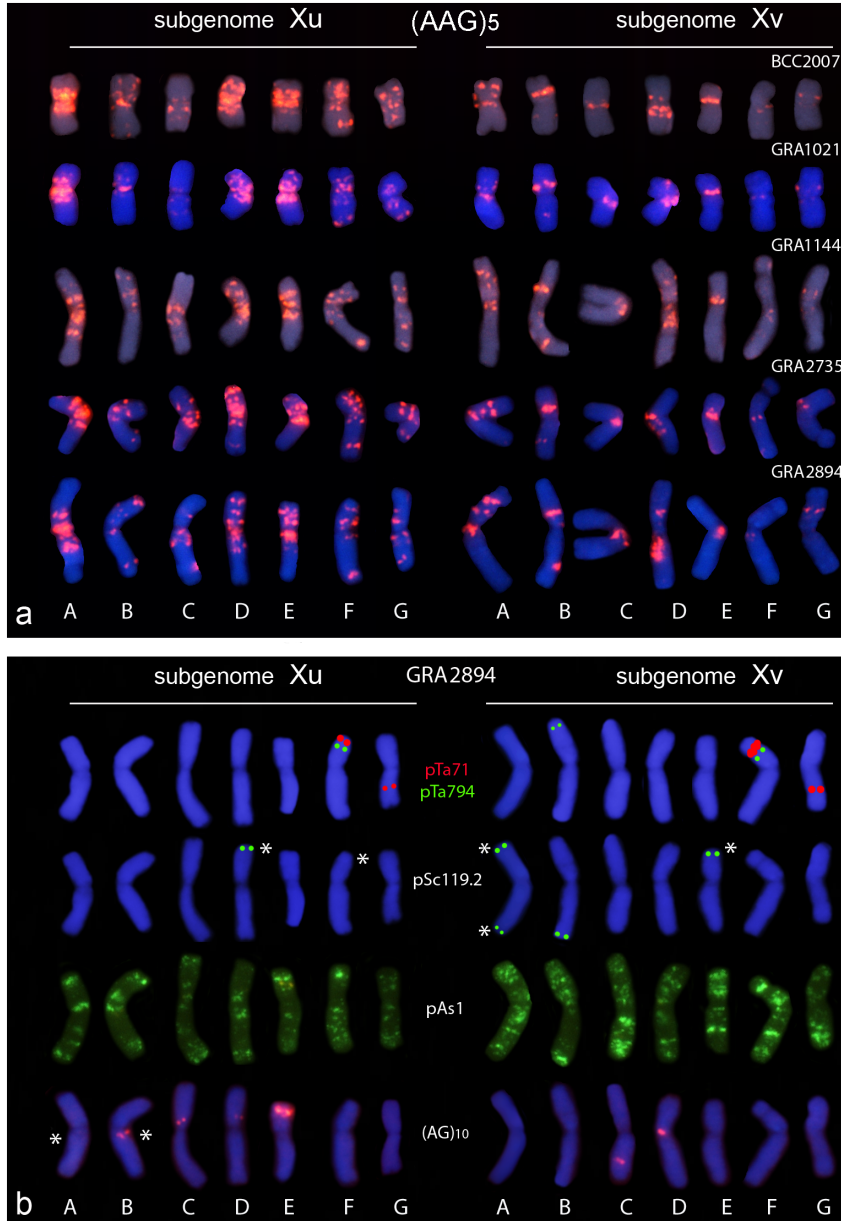 subgenome Xu (AAG)5 subgenome Xv
BCC2007
GRA1021
GRA1144
GRA2735
GRA2894
a A B C D E F G A B C D E F G
subgenome Xu GRA2894 subgenome Xv
pTa71
pTa794
* pSc119.2 * * * *
pAs1
* * (AG)10
b A B C D E F G A B C D E F G